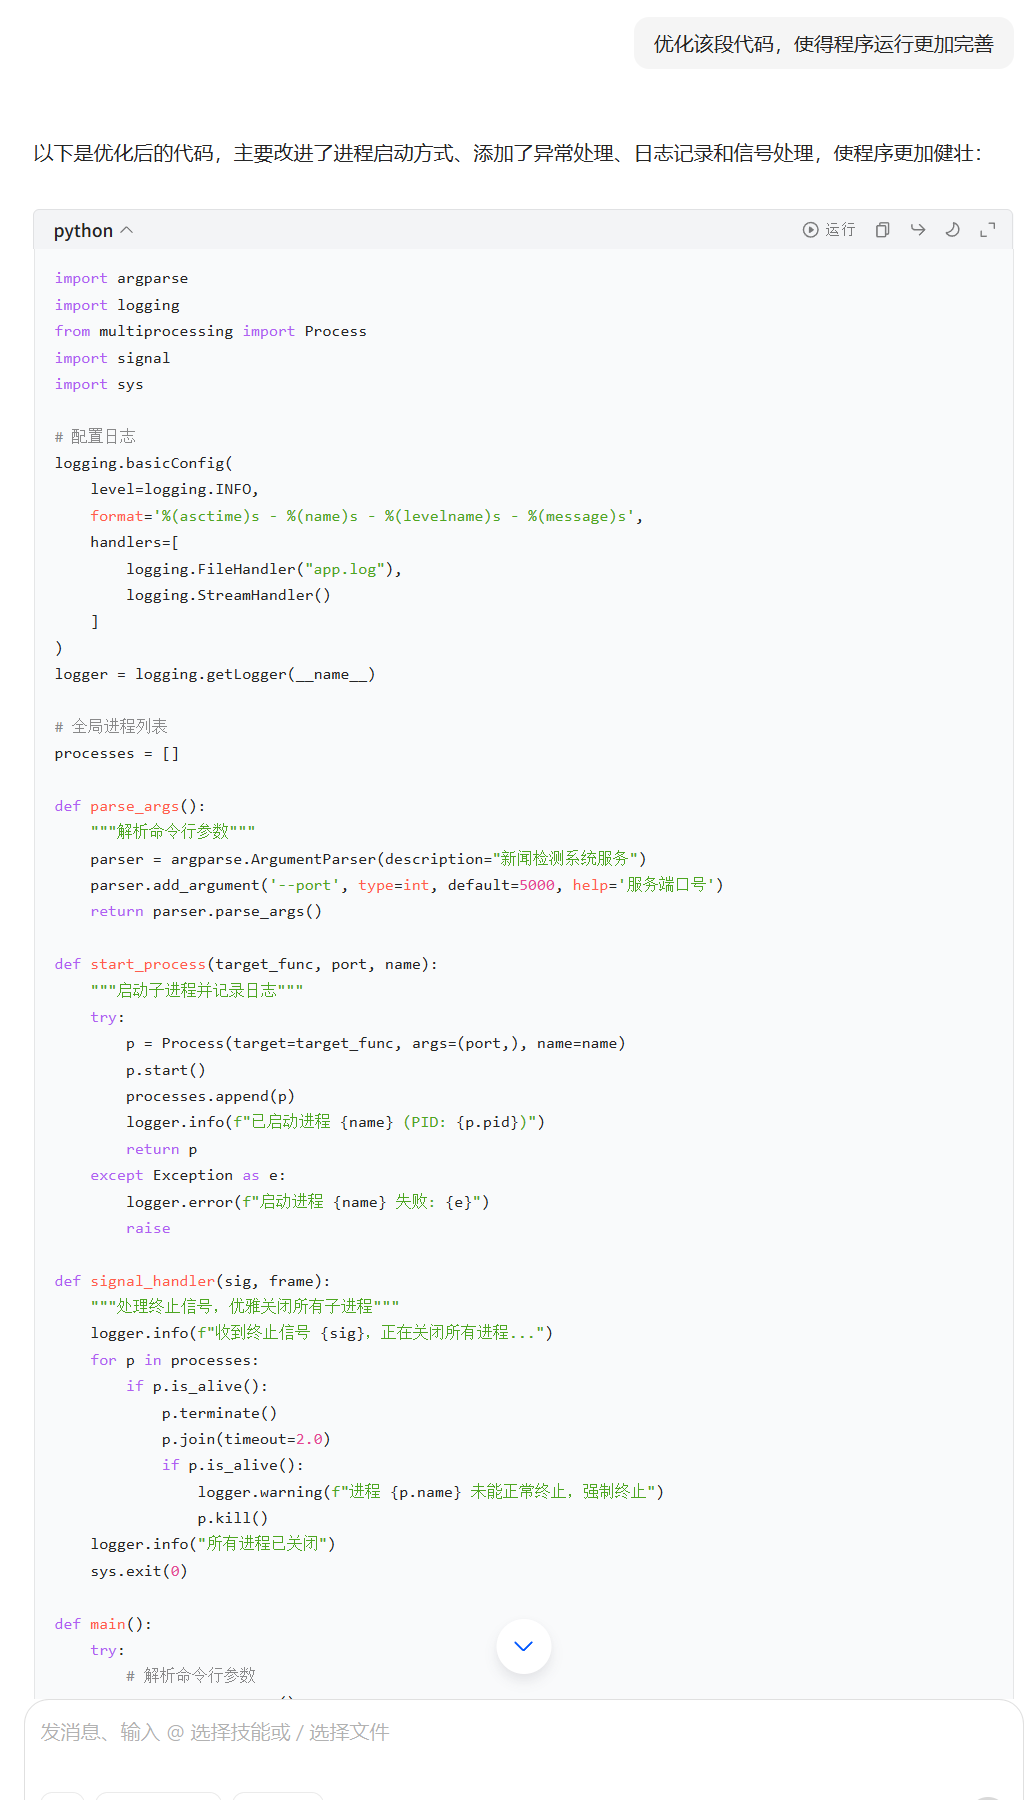 优化该段代码，使得程序运行更加完善
以下是优化后的代码，主要改进了进程启动方式、添加了异常处理、日志记录和信号处理，使程序更加健壮：
python
运行
import argparse
import logging
from multiprocessing import Process
import signal
import sys
# 配置日志
logging.basicConfig(
    level=logging.INFO,
    format='%(asctime)s - %(name)s - %(levelname)s - %(message)s',
    handlers=[
        logging.FileHandler("app.log"),
        logging.StreamHandler()
    ]
)
logger = logging.getLogger(__name__)
# 全局进程列表
processes = []
def parse_args():
    """解析命令行参数"""
    parser = argparse.ArgumentParser(description="新闻检测系统服务")
    parser.add_argument('--port', type=int, default=5000, help='服务端口号')
    return parser.parse_args()
def start_process(target_func, port, name):
    """启动子进程并记录日志"""
    try:
        p = Process(target=target_func, args=(port,), name=name)
        p.start()
        processes.append(p)
        logger.info(f"已启动进程 {name} (PID: {p.pid})")
        return p
    except Exception as e:
        logger.error(f"启动进程 {name} 失败: {e}")
        raise
def signal_handler(sig, frame):
    """处理终止信号，优雅关闭所有子进程"""
    logger.info(f"收到终止信号 {sig}，正在关闭所有进程...")
    for p in processes:
        if p.is_alive():
            p.terminate()
            p.join(timeout=2.0)
            if p.is_alive():
                logger.warning(f"进程 {p.name} 未能正常终止，强制终止")
                p.kill()
    logger.info("所有进程已关闭")
    sys.exit(0)
def main():
    try:
        # 解析命令行参数
发消息、输入 @ 选择技能或 / 选择文件